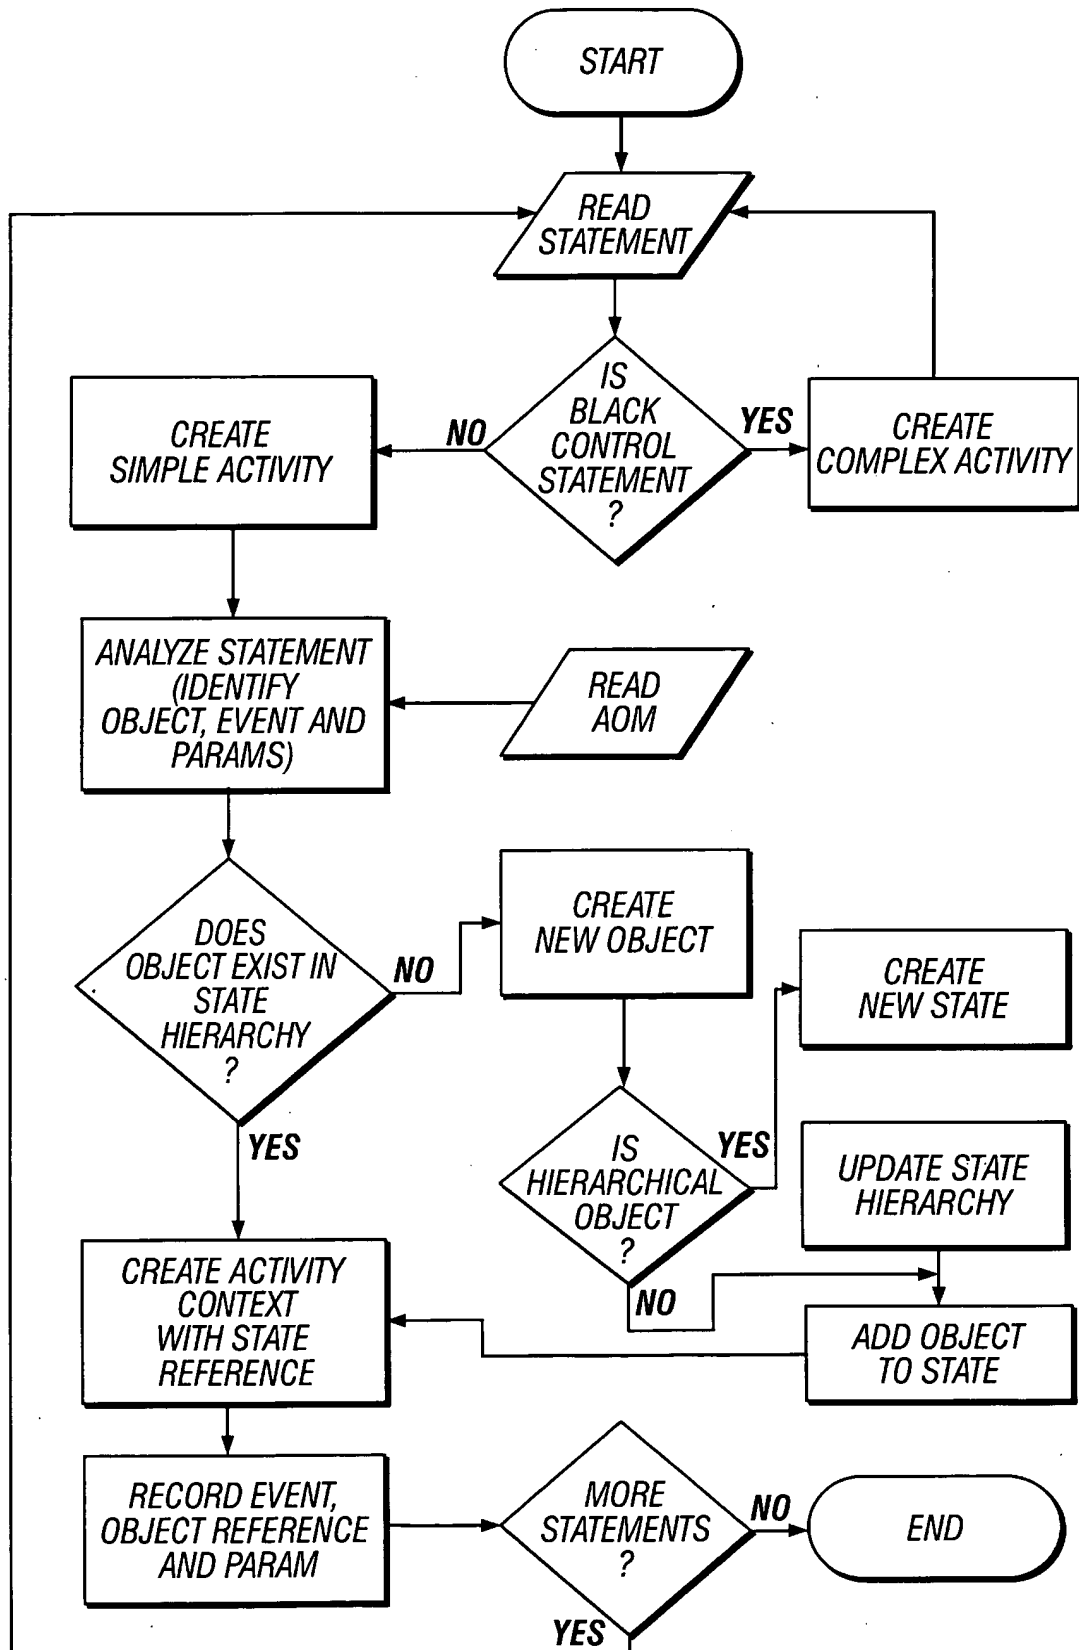 START
READ
STATEMENT
IS
BLACK
CONTROL
STATEMENT
?
NO
YES
CREATE
SIMPLE ACTIVITY
CREATE
COMPLEX ACTIVITY
ANALYZE STATEMENT
(IDENTIFY
OBJECT, EVENT AND
PARAMS)
READ
AOM
DOES
OBJECT EXIST IN
STATE
HIERARCHY
?
NO
YES
CREATE
NEW OBJECT
CREATE
NEW STATE
IS
HIERARCHICAL
OBJECT
?
YES
NO
UPDATE STATE
HIERARCHY
ADD OBJECT
TO STATE
CREATE ACTIVITY
CONTEXT
WITH STATE
REFERENCE
RECORD EVENT,
OBJECT REFERENCE
AND PARAM
MORE
STATEMENTS
?
NO
YES
END